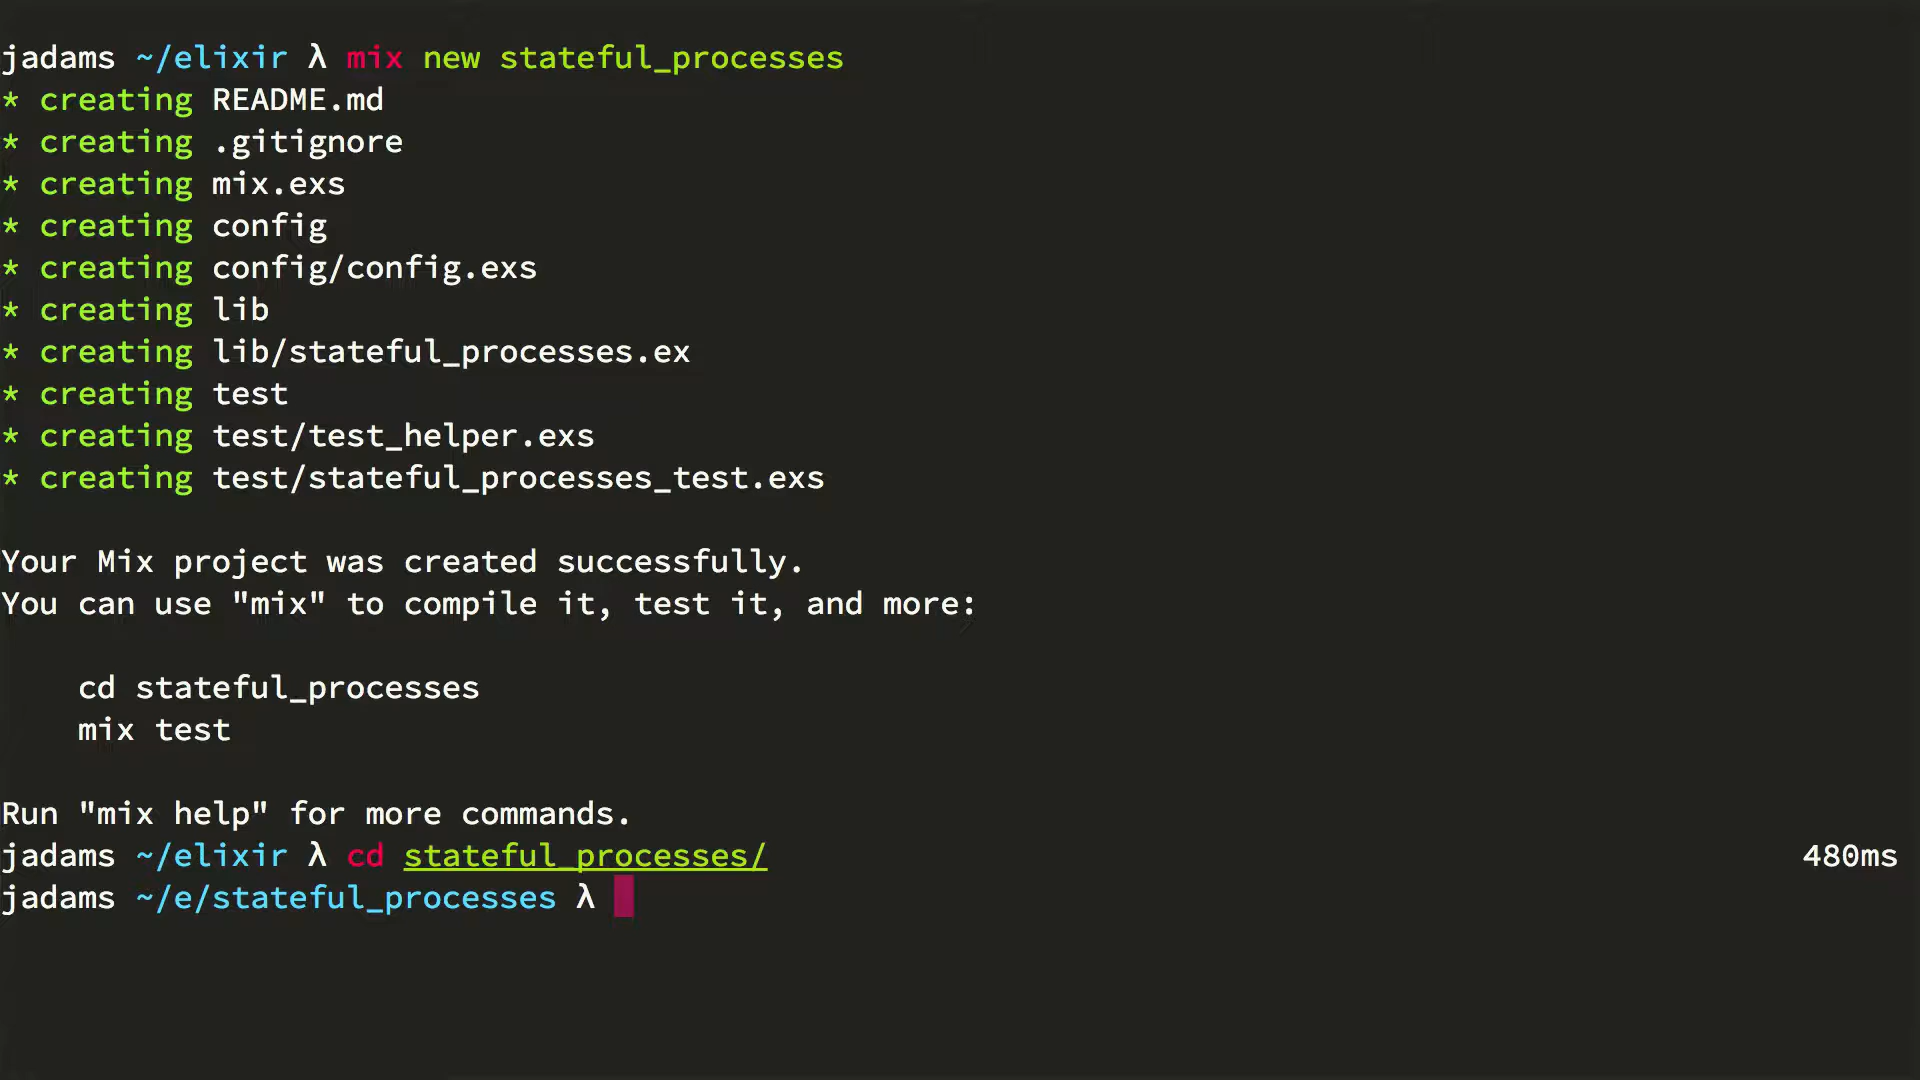 jadams ~/elixir λ mix new stateful_processes
* creating README.md
* creating .gitignore
* creating mix.exs
* creating config
* creating config/config.exs
* creating lib
* creating lib/stateful_processes.ex
* creating test
* creating test/test_helper.exs
* creating test/stateful_processes_test.exs
Your Mix project was created successfully.
You can use "mix" to compile it, test it, and more:
cd stateful_processes
mix test
Run "mix help" for more commands.
jadams ~/elixir λ cd stateful_processes/ 480ms
jadams ~/e/stateful_processes λ